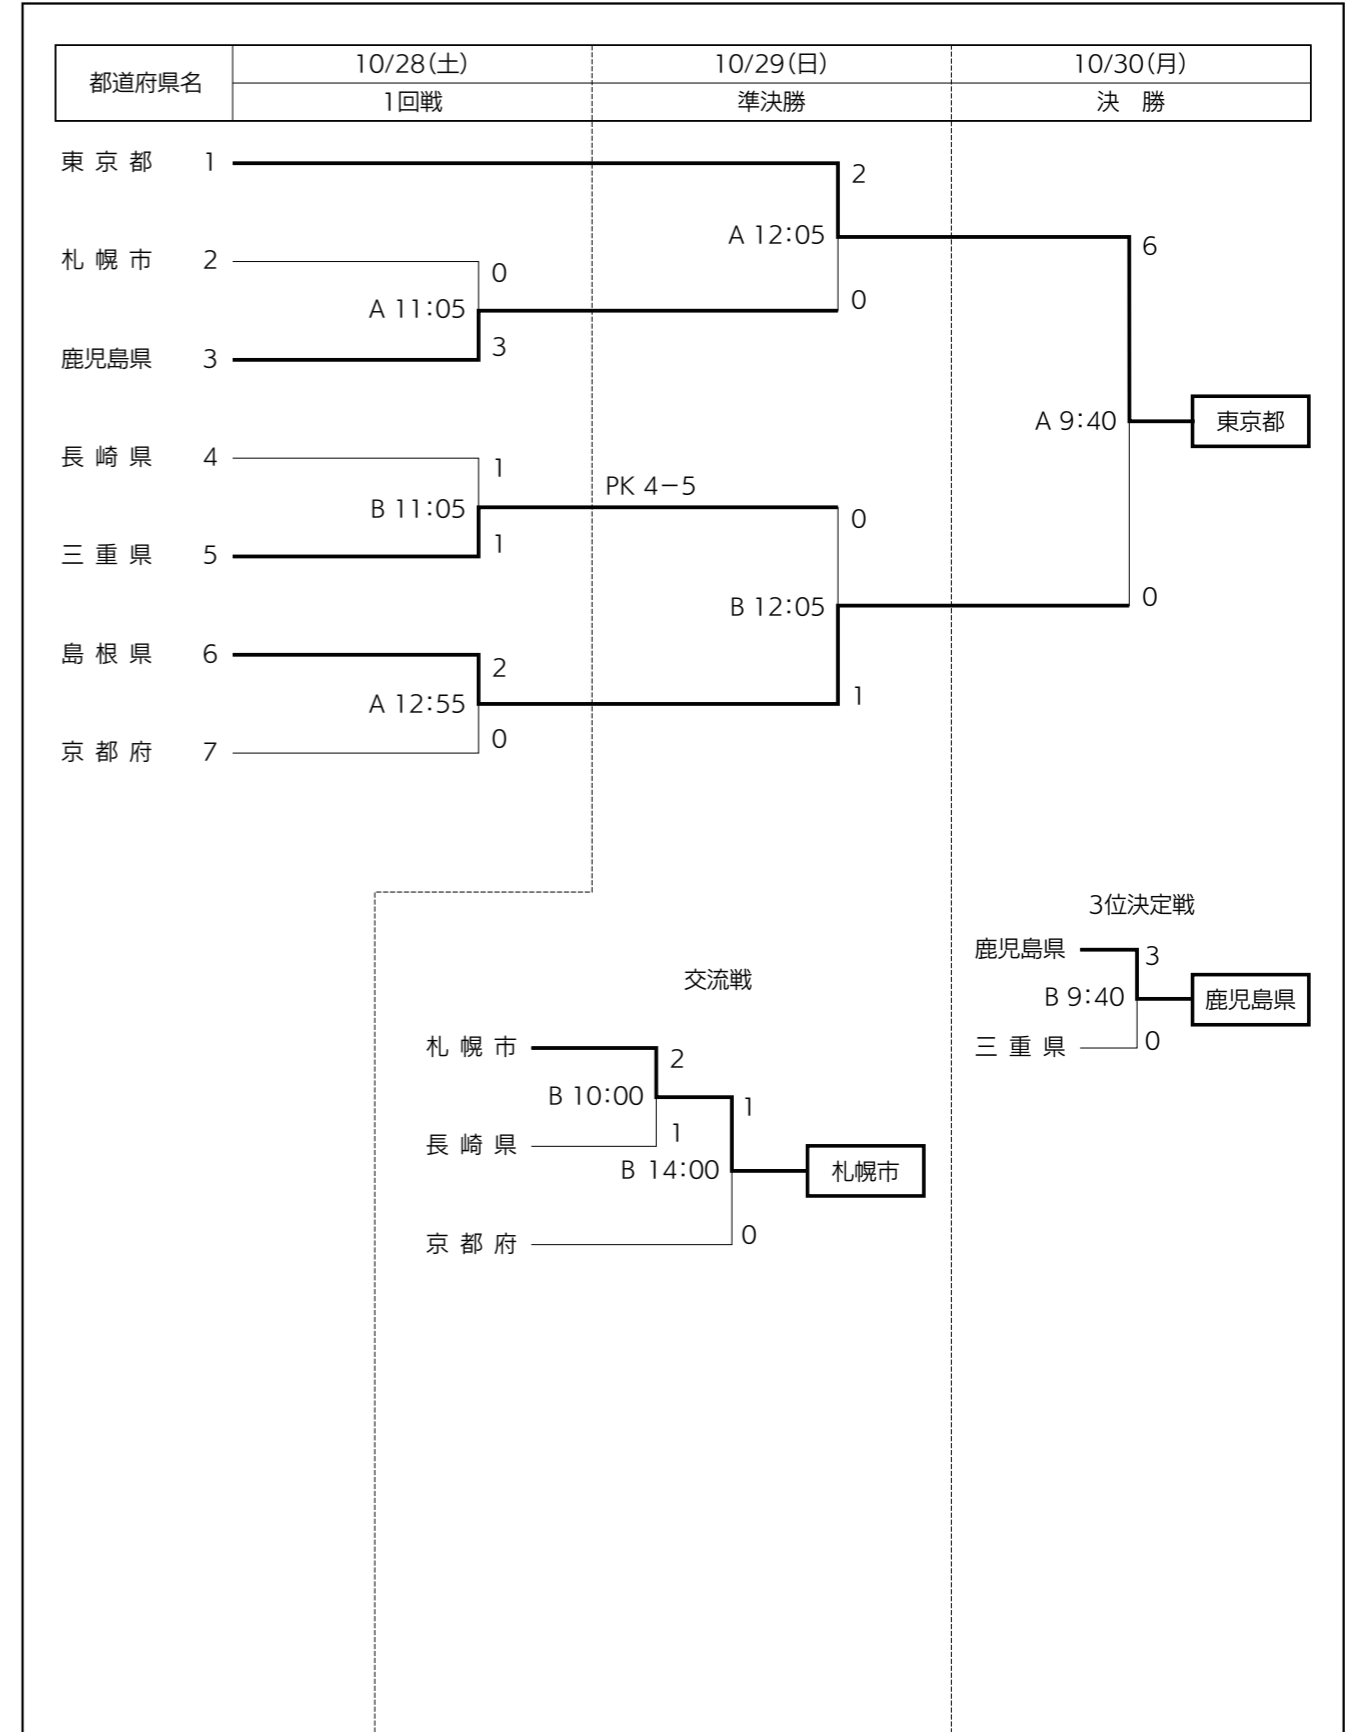 都道府県名
10/28(土)
10/29(日)
10/30(月)
1回戦
準決勝
決　勝
東 京 都 1
2
A 12:05
6
札 幌 市 2
0
A 11:05
0
鹿児島県 3
3
A 9:40
東京都
長 崎 県 4
1
PK 4−5
B 11:05
0
三 重 県 5
1
B 12:05
0
島 根 県 6
2
A 12:55
1
京 都 府 7
0
3位決定戦
鹿児島県
3
B 9:40
鹿児島県
三 重 県
0
交流戦
札 幌 市
2
B 10:00
1
長 崎 県
1
B 14:00
札幌市
京 都 府
0